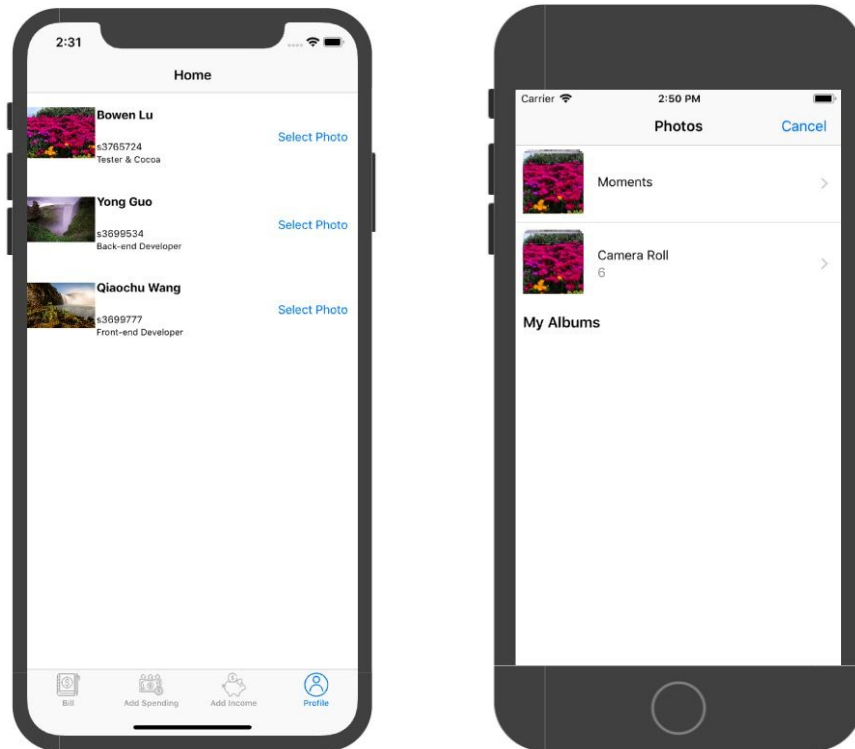 2:31
Home
Bowen Lu
s3765724
Tester & Cocoa
Select Photo
Yong Guo
s3699534
Back-end Developer
Select Photo
Qiaochu Wang
s3699777
Front-end Developer
Select Photo
Bill
Add Spending
Add Income
Profile
Carrier
2:50 PM
Photos
Cancel
Moments
Camera Roll
6
My Albums